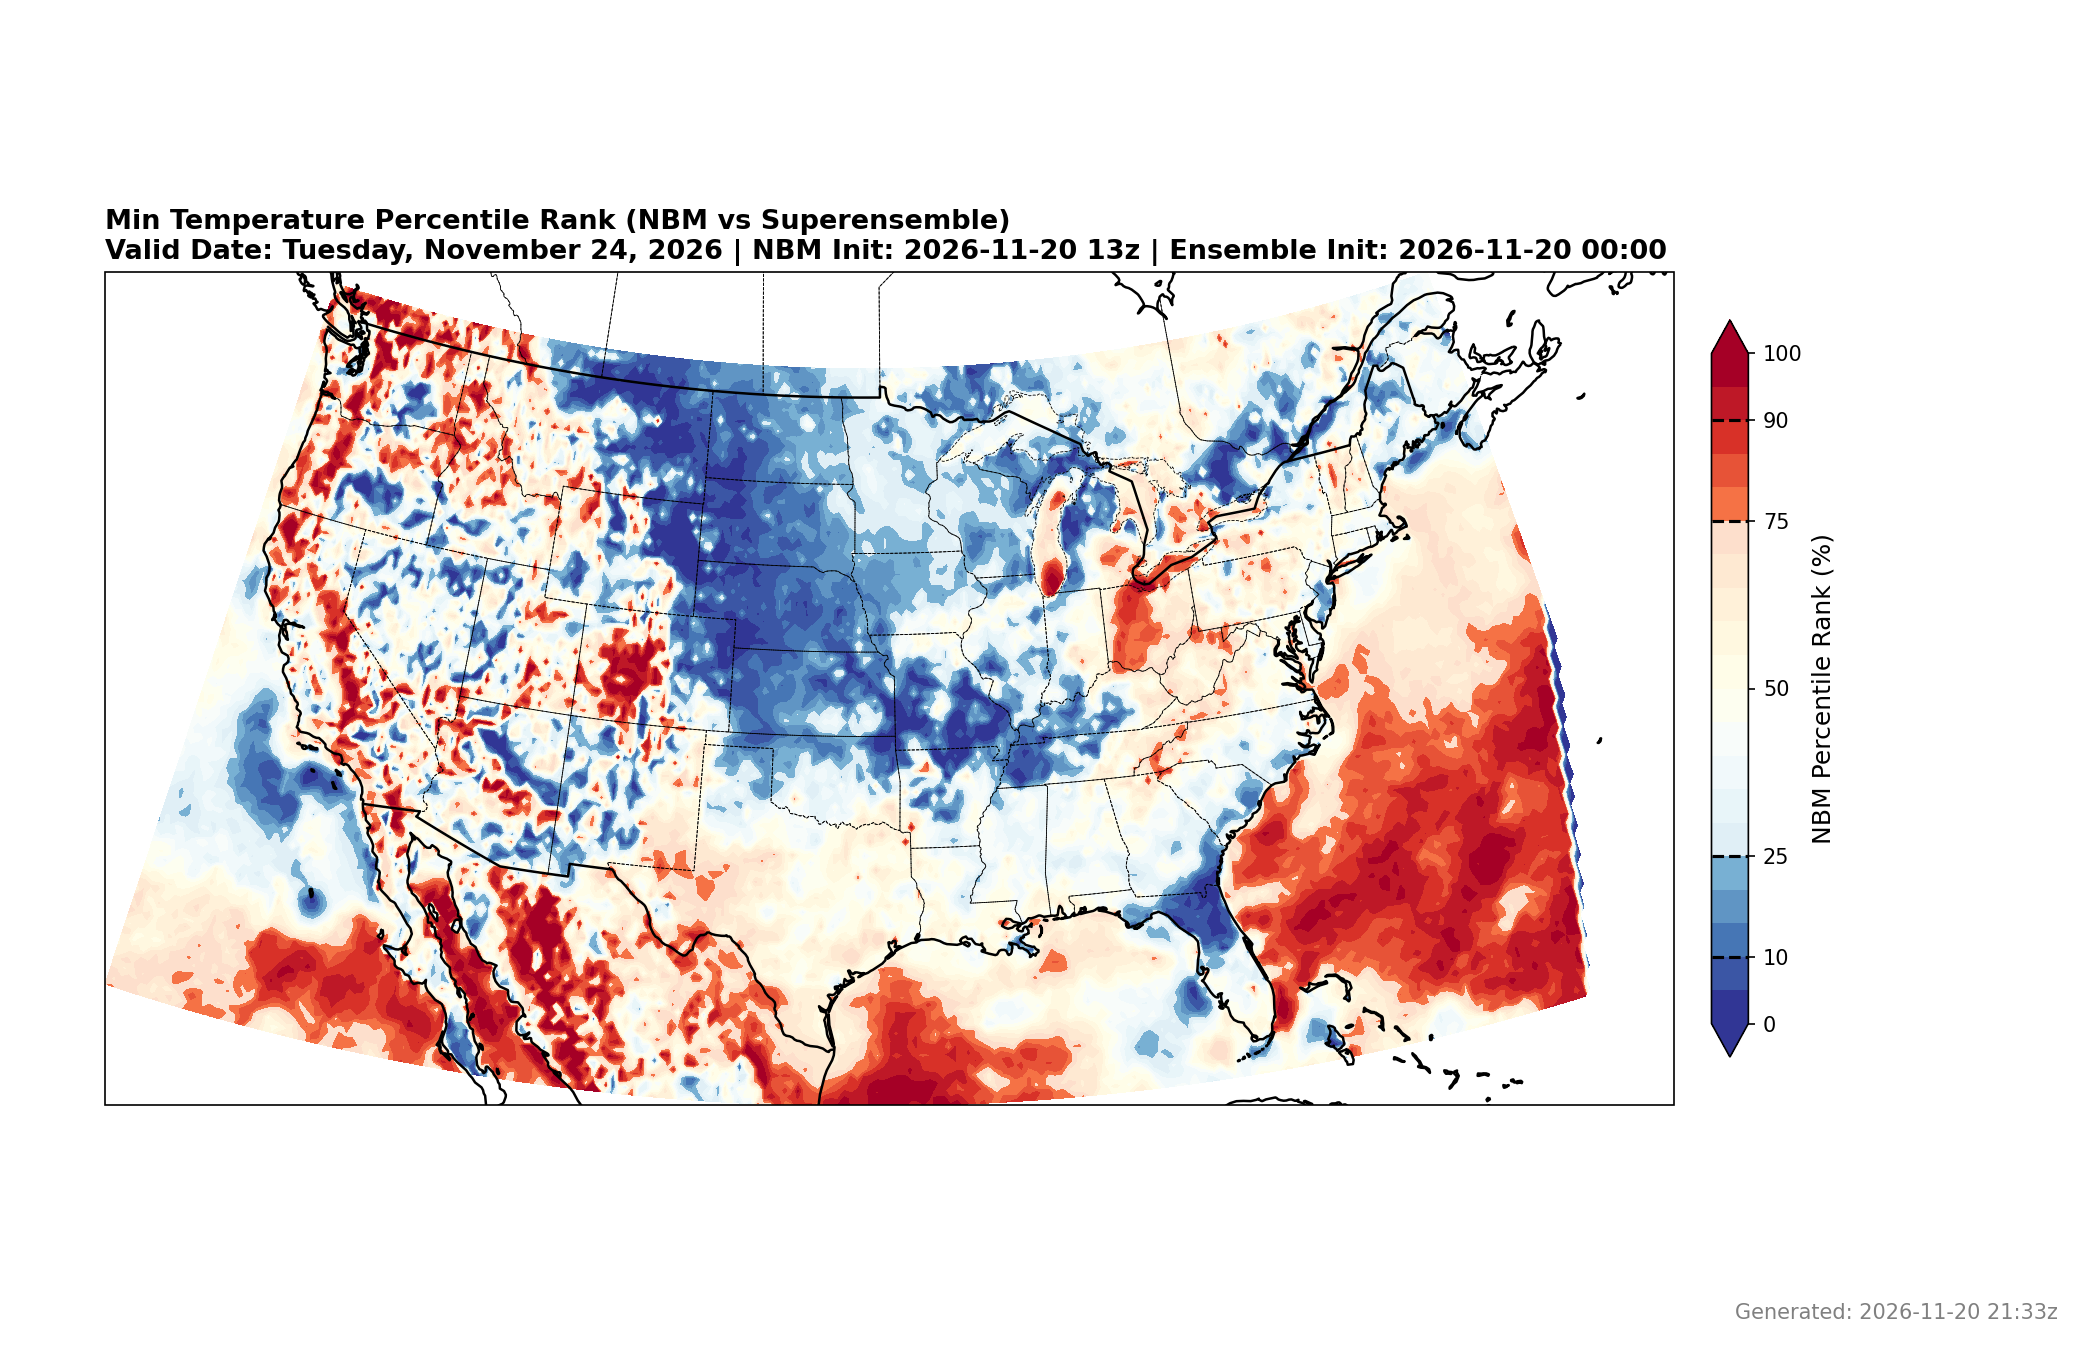 Min Temperature Percentile Rank (NBM vs Superensemble)
Valid Date: Tuesday, November 24, 2026 | NBM Init: 2026-11-20 13z | Ensemble Init: 2026-11-20 00:00
100
90
75
50
25
10
0
NBM Percentile Rank (%)
Generated: 2026-11-20 21:33z